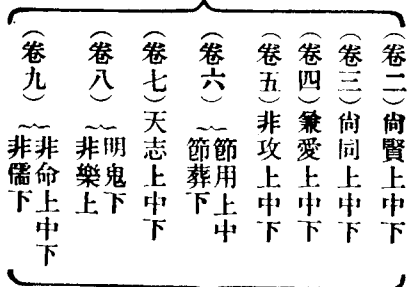 （卷二）尙賢上中下
（卷三）尙同上中下
（卷四）兼愛上中下
（卷五）非攻上中下
（卷六）節用上中
節葬下
（卷七）天志上中下
（卷八）明鬼下
非樂上
（卷九）非命上中下
非儒下